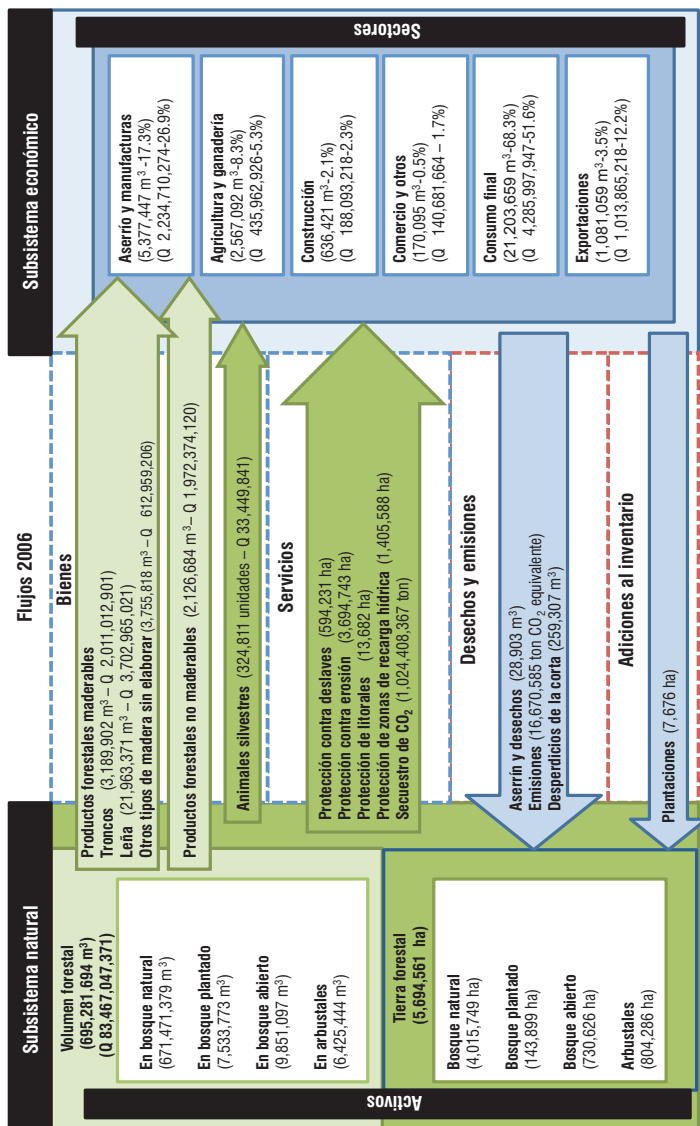 Subsistema natural
Flujos 2006
Subsistema económico
Activos
Volumen forestal
(695,281,694 m³)
(Q 83,467,047,371)
En bosque natural
(671,471,379 m³)
En bosque plantado
(7,533,773 m³)
En bosque abierto
(9,851,097 m³)
En arbustales
(6,425,444 m³)
Tierra forestal
(5,694,561 ha)
Bosque natural
(4,015,749 ha)
Bosque plantado
(143,899 ha)
Bosque abierto
(730,626 ha)
Arbustales
(804,286 ha)
Bienes
Productos forestales maderables
Troncos (3,189,902 m³ – Q 2,011,012,901)
Leña (21,963,371 m³ – Q 3,702,965,021)
Otros tipos de madera sin elaborar (3,755,818 m³ – Q 612,959,206)
Productos forestales no maderables (2,126,684 m³ – Q 1,972,374,120)
Animales silvestres (324,811 unidades – Q 33,449,841)
Servicios
Protección contra deslaves (594,231 ha)
Protección contra erosión (3,694,743 ha)
Protección de litorales (13,682 ha)
Protección de zonas de recarga hídrica (1,405,588 ha)
Secuestro de CO₂ (1,024,408,367 ton)
Desechos y emisiones
Aserrín y desechos (28,903 m³)
Emisiones (16,670,585 ton CO₂ equivalente)
Desperdicios de la corta (259,307 m³)
Adiciones al inventario
Plantaciones (7,676 ha)
Aserrío y manufacturas
(5,377,447 m³ -17.3%)
(Q 2,234,710,274-26.9%)
Agricultura y ganadería
(2,567,092 m³-8.3%)
(Q 435,962,926-5.3%)
Construcción
(636,421 m³-2.1%)
(Q 188,093,218-2.3%)
Comercio y otros
(170,095 m³-0.5%)
(Q 140,681,664 – 1.7%)
Consumo final
(21,203,659 m³-68.3%)
(Q 4,285,997,947-51.6%)
Exportaciones
(1,081,059 m³-3.5%)
(Q 1,013,865,218-12.2%)
Sectores